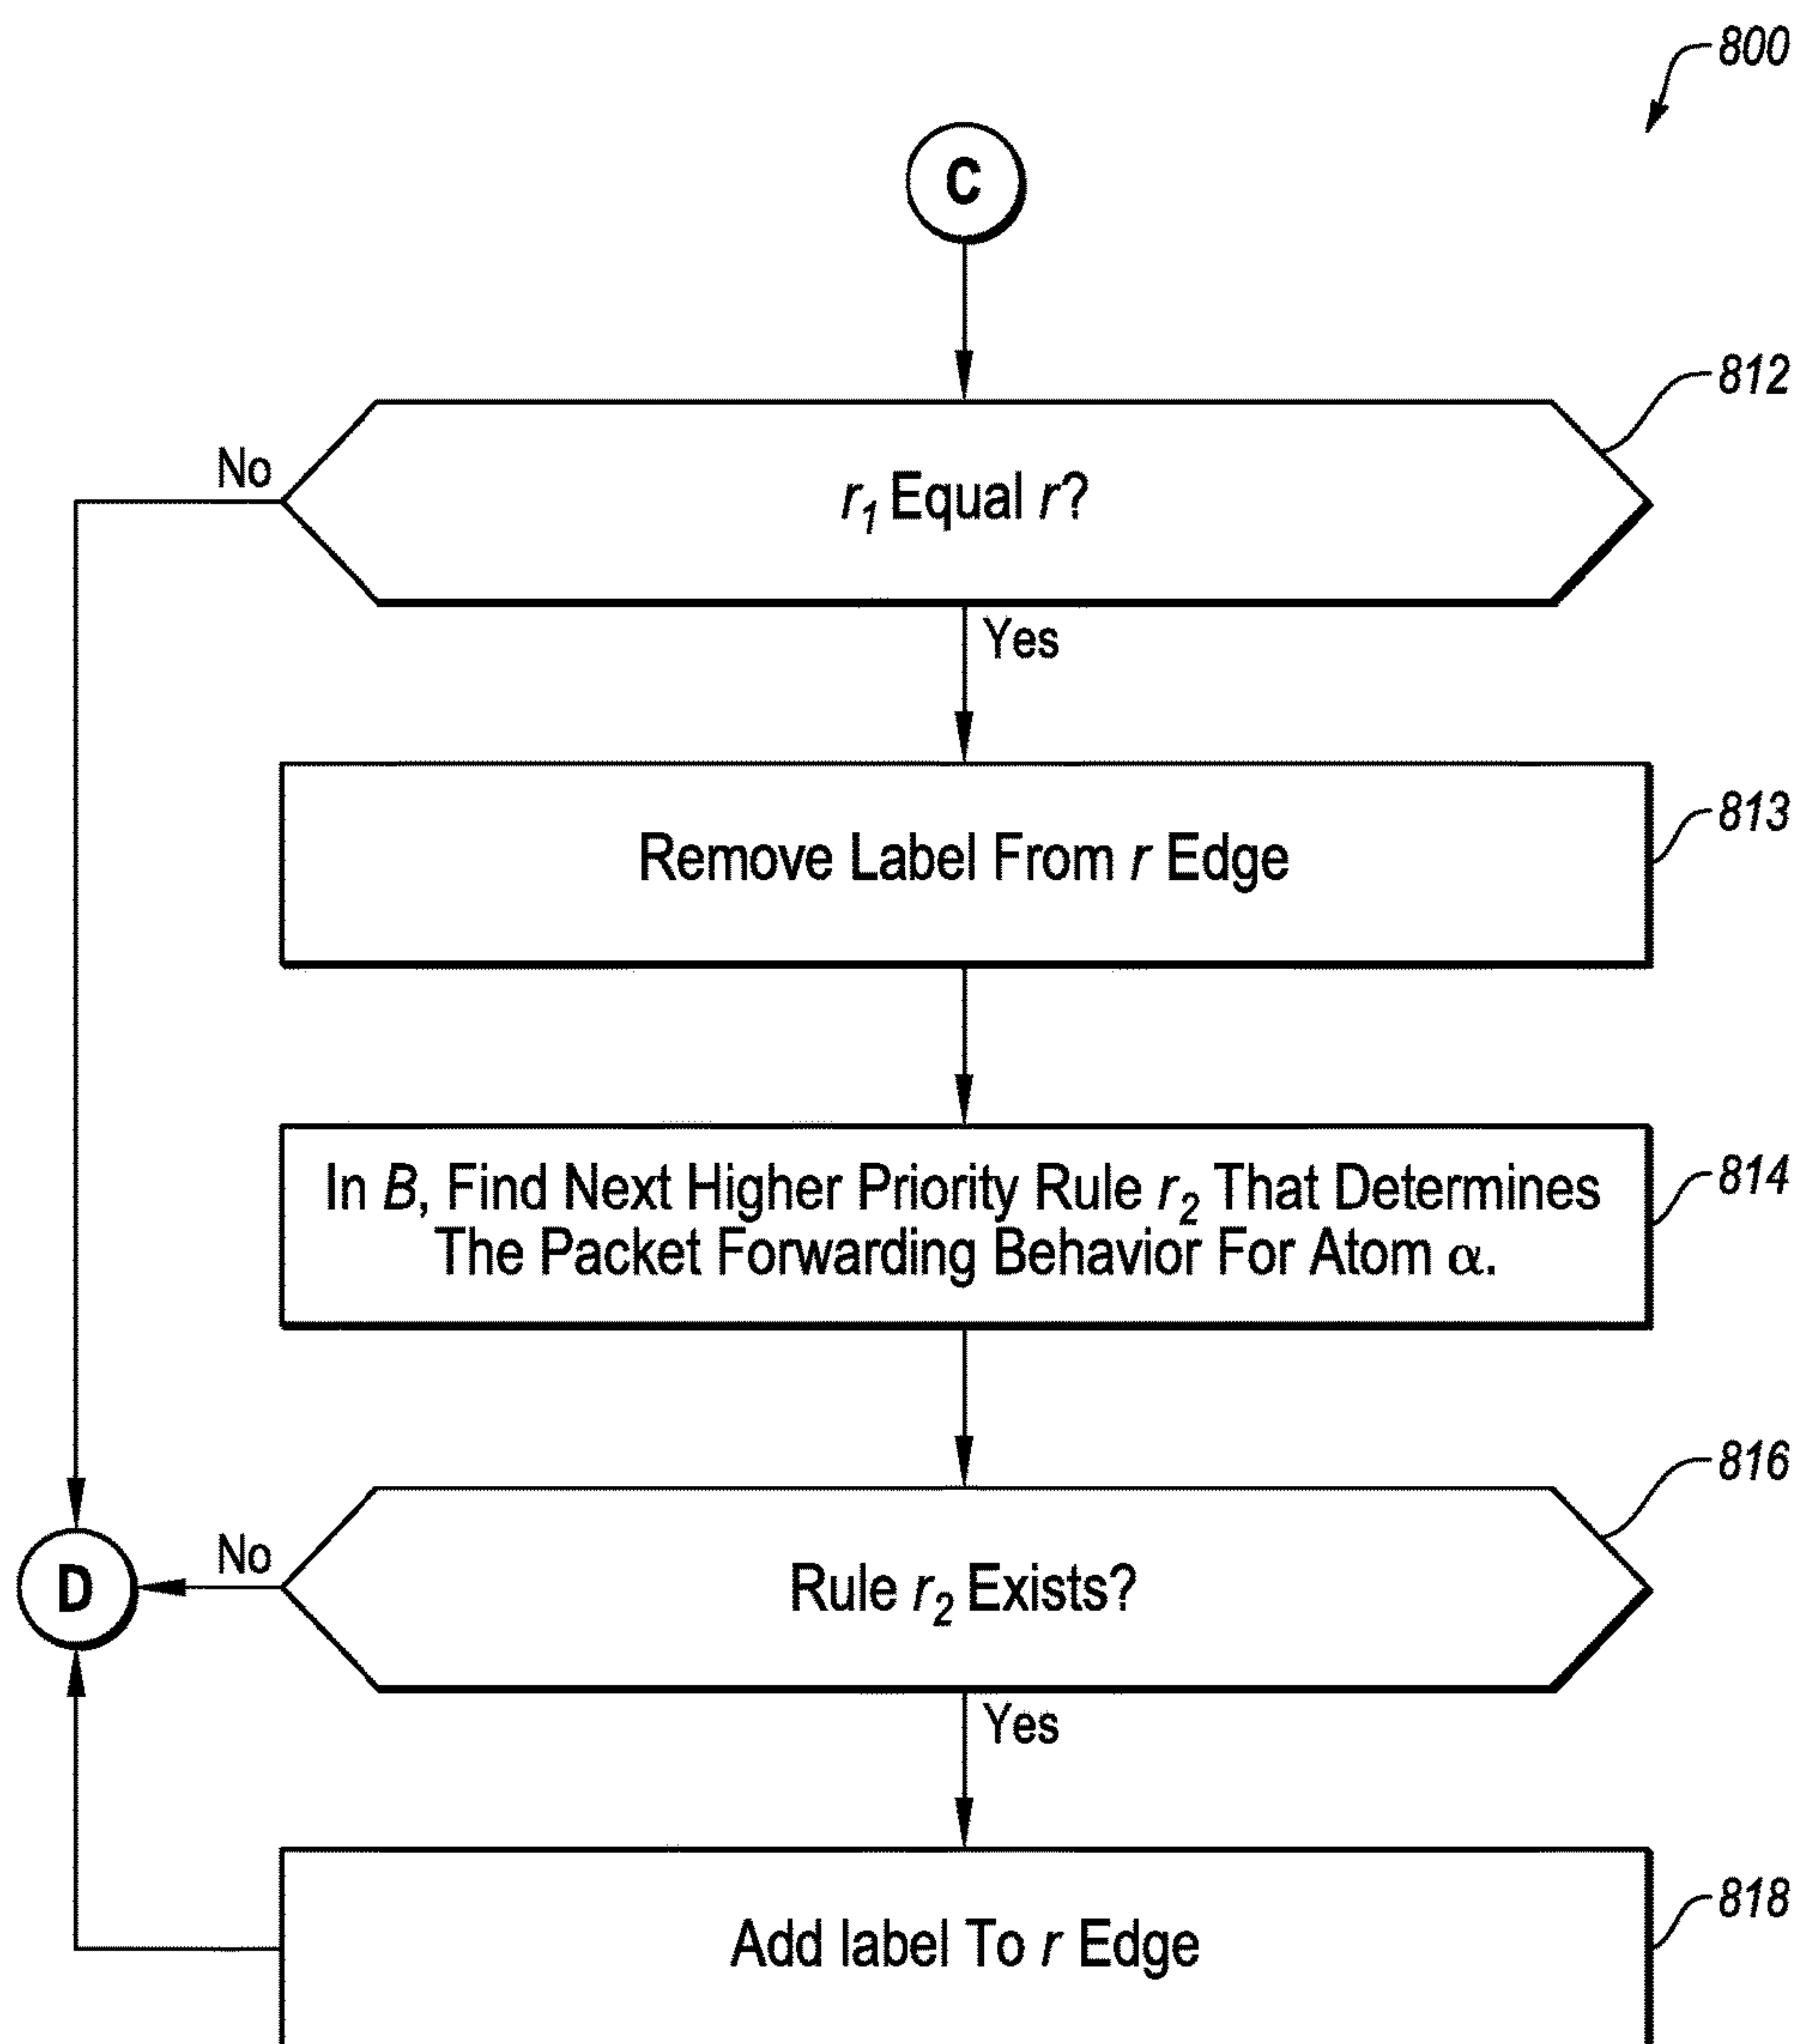 800
C
812
No
r₁ Equal r?
Yes
813
Remove Label From r Edge
814
In B, Find Next Higher Priority Rule r₂ That Determines
The Packet Forwarding Behavior For Atom α.
816
No
D
Rule r₂ Exists?
Yes
818
Add label To r Edge